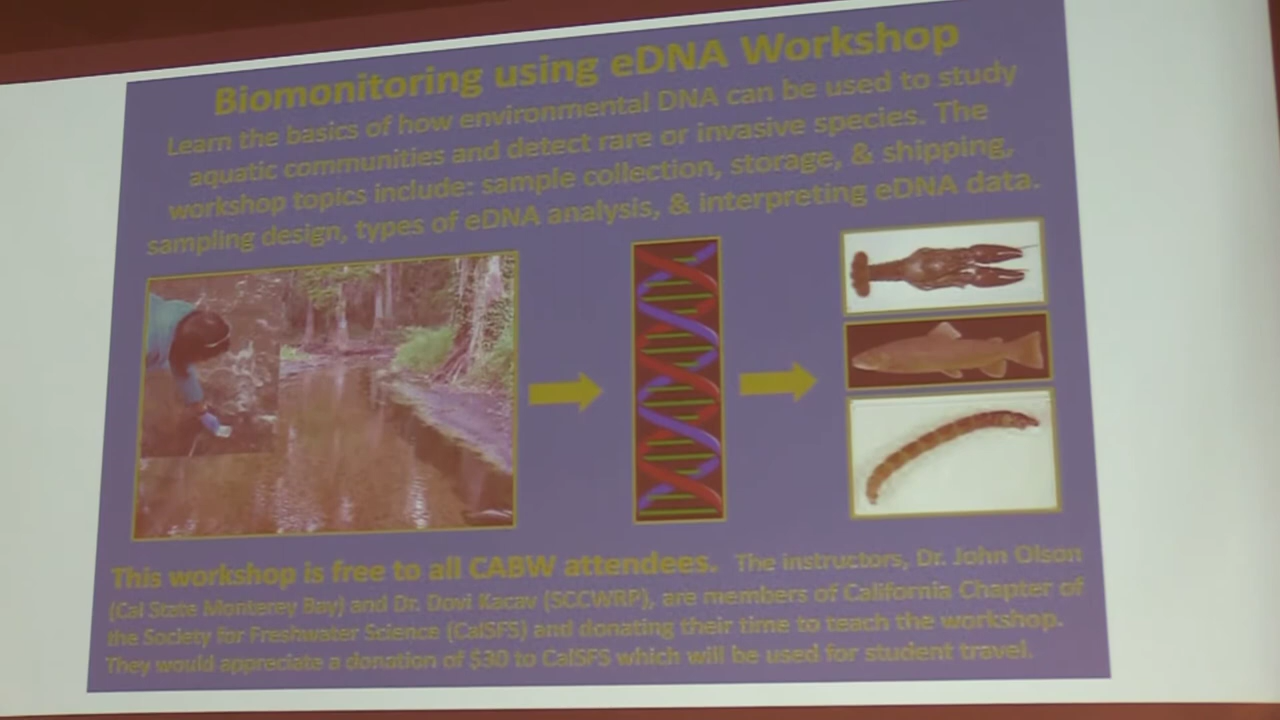 Biomonitoring using eDNA Workshop
Learn the basics of how environmental DNA can be used to study
aquatic communities and detect rare or invasive species. The
workshop topics include: sample collection, storage, & shipping,
sampling design, types of eDNA analysis, & interpreting eDNA data.
This workshop is free to all CABW attendees. The instructors, Dr. John Olson
(Cal State Monterey Bay) and Dr. Dovi Kacav (SCCWRP), are members of California Chapter of
the Society for Freshwater Science (CalSFS) and donating their time to teach the workshop.
They would appreciate a donation of $30 to CalSFS which will be used for student travel.